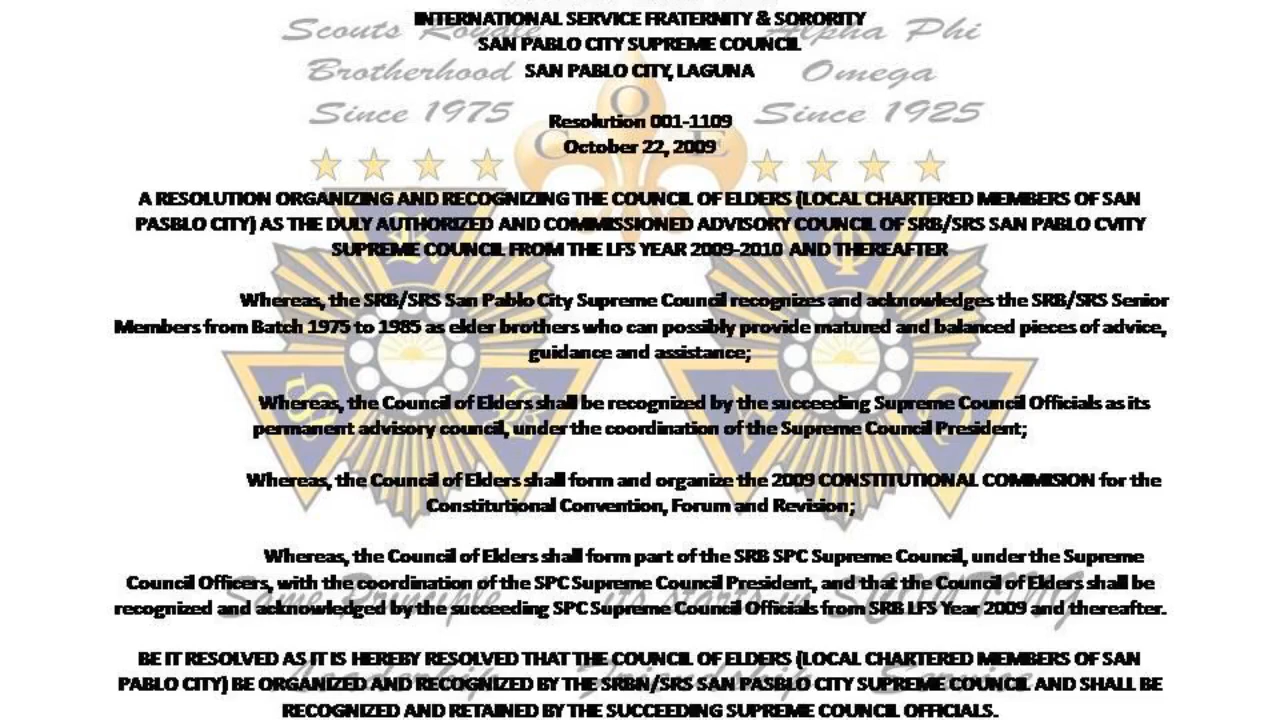 INTERNATIONAL SERVICE FRATERNITY & SORORITY
SAN PABLO CITY SUPREME COUNCIL
SAN PABLO CITY, LAGUNA
Scouts Royale
Brotherhood
Since 1975
Alpha Phi
Omega
Since 1925
C O E
Resolution 001-1109
October 22, 2009
A RESOLUTION ORGANIZING AND RECOGNIZING THE COUNCIL OF ELDERS (LOCAL CHARTERED MEMBERS OF SAN
PASBLO CITY) AS THE DULY AUTHORIZED AND COMMISSIONED ADVISORY COUNCIL OF SRB/SRS SAN PABLO CVITY
SUPREME COUNCIL FROM THE LFS YEAR 2009-2010 AND THEREAFTER
Whereas, the SRB/SRS San Pablo City Supreme Council recognizes and acknowledges the SRB/SRS Senior
Members from Batch 1975 to 1985 as elder brothers who can possibly provide matured and balanced pieces of advice,
guidance and assistance;
Whereas, the Council of Elders shall be recognized by the succeeding Supreme Council Officials as its
permanent advisory council, under the coordination of the Supreme Council President;
Whereas, the Council of Elders shall form and organize the 2009 CONSTITUTIONAL COMMMISION for the
Constitutional Convention, Forum and Revision;
Whereas, the Council of Elders shall form part of the SRB SPC Supreme Council, under the Supreme
Council Officers, with the coordination of the SPC Supreme Council President, and that the Council of Elders shall be
recognized and acknowledged by the succeeding SPC Supreme Council Officials from SRB LFS Year 2009 and thereafter.
Same Principle its starts in
Leadership Friendship Service
BE IT RESOLVED AS IT IS HEREBY RESOLVED THAT THE COUNCIL OF ELDERS (LOCAL CHARTERED MEMBERS OF SAN
PABLO CITY) BE ORGANIZED AND RECOGNIZED BY THE SRBN/SRS SAN PASBLO CITY SUPREME COUNCIL AND SHALL BE
RECOGNIZED AND RETAINED BY THE SUCCEEDING SUPREME COUNCIL OFFICIALS.